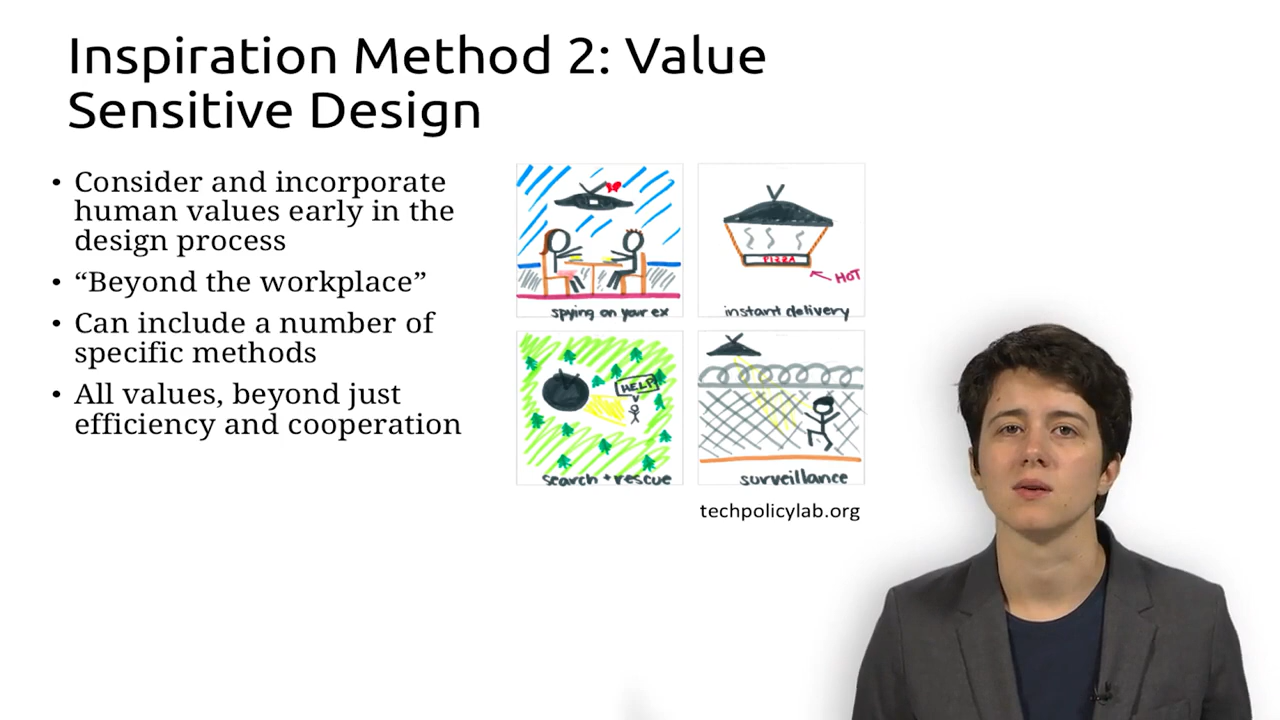 Inspiration Method 2: Value
Sensitive Design
• Consider and incorporate
human values early in the
design process
• “Beyond the workplace”
• Can include a number of
specific methods
• All values, beyond just
efficiency and cooperation
spying on your ex
PIZZA
HOT
instant delivery
HELP
search + rescue
surveillance
techpolicylab.org